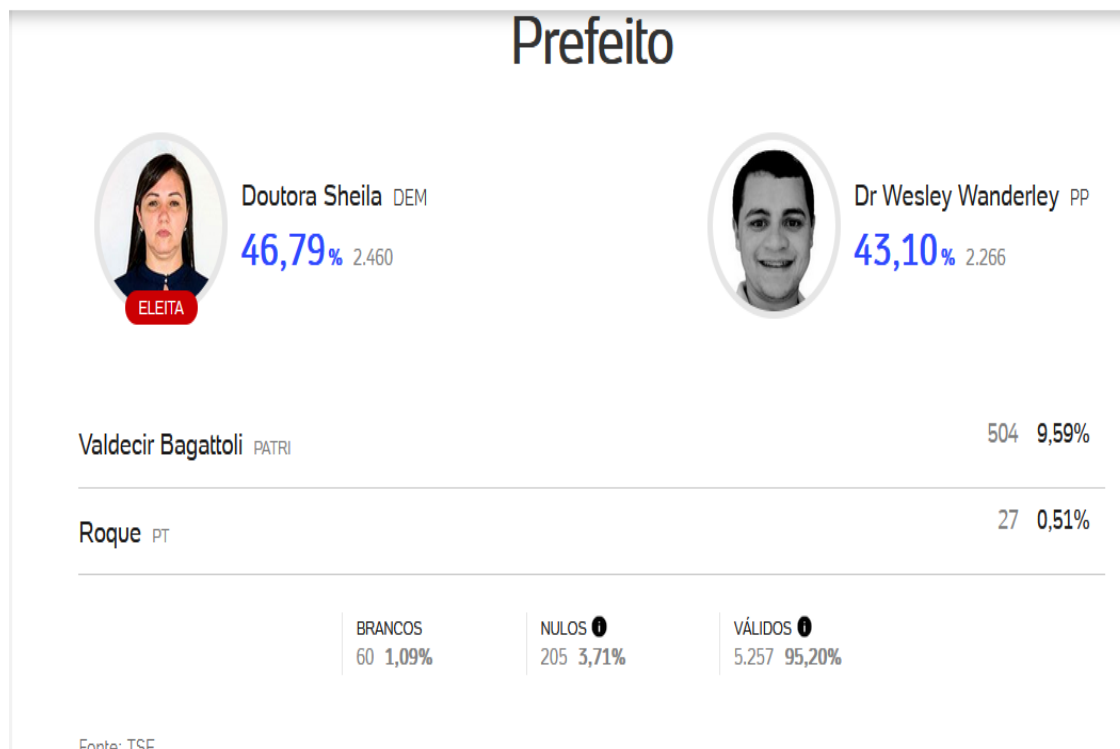 Prefeito
Doutora Sheila DEM
46,79% 2.460
ELEITA
Dr Wesley Wanderley PP
43,10% 2.266
Valdecir Bagattoli PATRI 504 9,59%
Roque PT 27 0,51%
BRANCOS
60 1,09%
NULOS
205 3,71%
VÁLIDOS
5.257 95,20%
Fonte: TSE